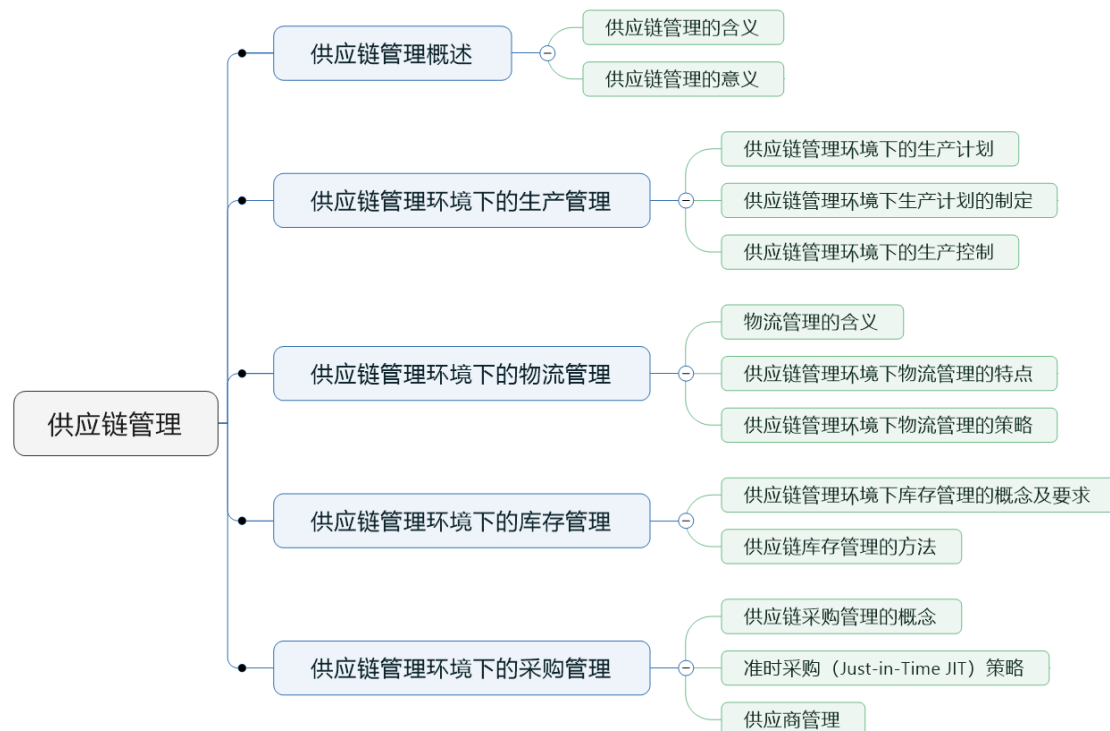 供应链管理
供应链管理概述
供应链管理的含义
供应链管理的意义
供应链管理环境下的生产管理
供应链管理环境下的生产计划
供应链管理环境下生产计划的制定
供应链管理环境下的生产控制
供应链管理环境下的物流管理
物流管理的含义
供应链管理环境下物流管理的特点
供应链管理环境下物流管理的策略
供应链管理环境下的库存管理
供应链管理环境下库存管理的概念及要求
供应链库存管理的方法
供应链管理环境下的采购管理
供应链采购管理的概念
准时采购（Just-in-Time JIT）策略
供应商管理